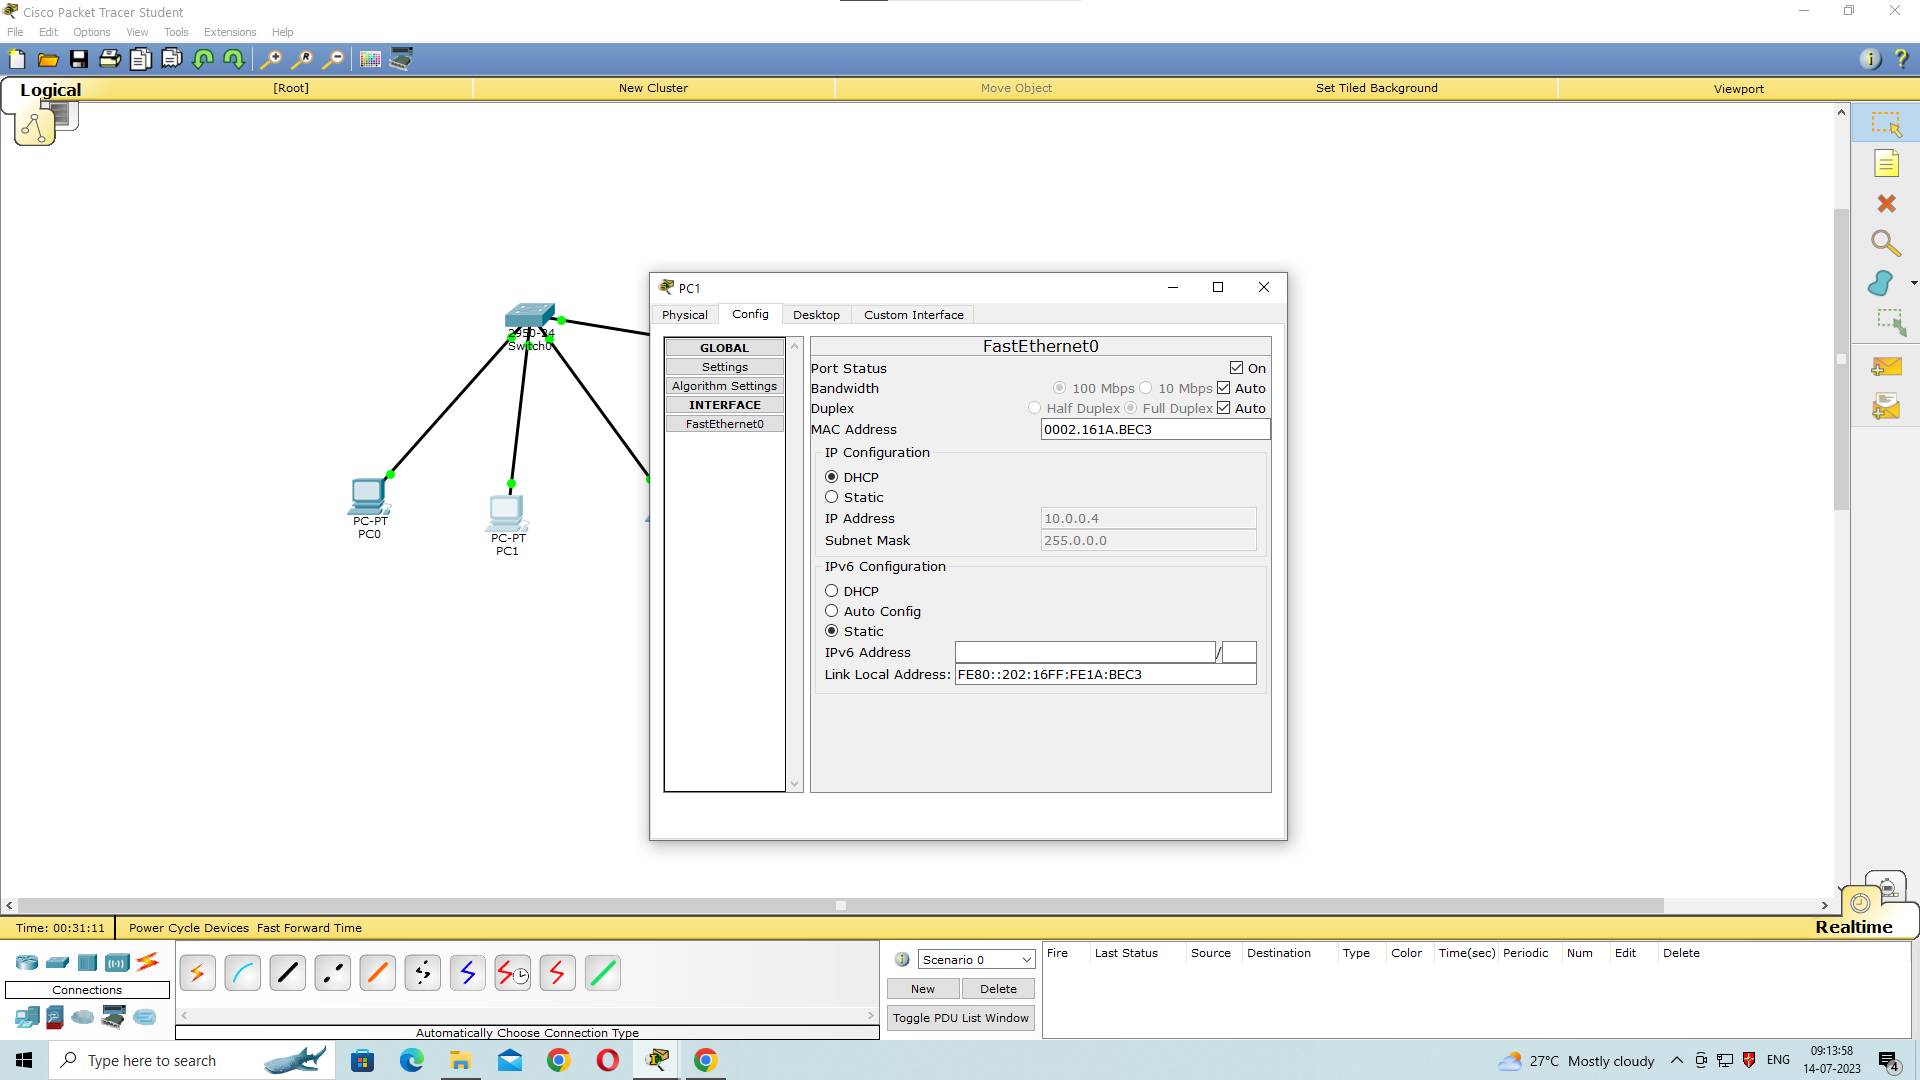 Cisco Packet Tracer Student
File Edit Options View Tools Extensions Help
Logical [Root] New Cluster Move Object Set Tiled Background Viewport
2950-24
Switch0
PC-PT
PC0
PC-PT
PC1
PC1
Physical Config Desktop Custom Interface
GLOBAL
Settings
Algorithm Settings
INTERFACE
FastEthernet0
FastEthernet0
Port Status On
Bandwidth 100 Mbps 10 Mbps Auto
Duplex Half Duplex Full Duplex Auto
MAC Address 0002.161A.BEC3
IP Configuration
DHCP
Static
IP Address 10.0.0.4
Subnet Mask 255.0.0.0
IPv6 Configuration
DHCP
Auto Config
Static
IPv6 Address /
Link Local Address: FE80::202:16FF:FE1A:BEC3
Time: 00:31:11 Power Cycle Devices Fast Forward Time Realtime
Connections
Automatically Choose Connection Type
Scenario 0
New Delete
Toggle PDU List Window
Fire Last Status Source Destination Type Color Time(sec) Periodic Num Edit Delete
Type here to search
27°C Mostly cloudy ENG
09:13:58
14-07-2023
4